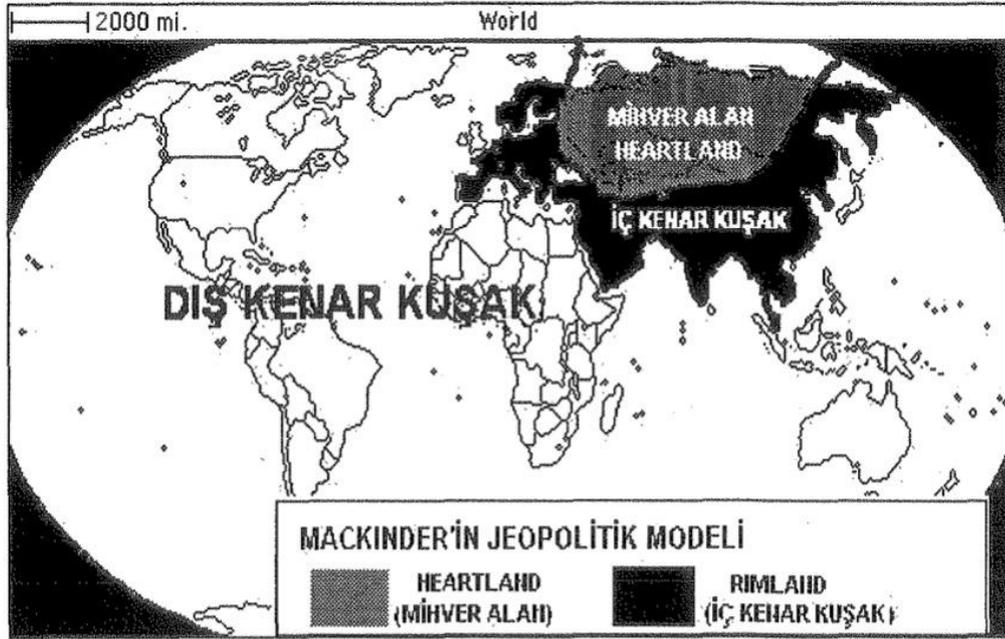 2000 mi.
World
MİHVER ALAN
HEARTLAND
İÇ KENAR KUŞAK
DIŞ KENAR KUŞAK
MACKINDER'İN JEOPOLİTİK MODELİ
HEARTLAND
(MİHVER ALAN)
RIMLAND
(İÇ KENAR KUŞAK)